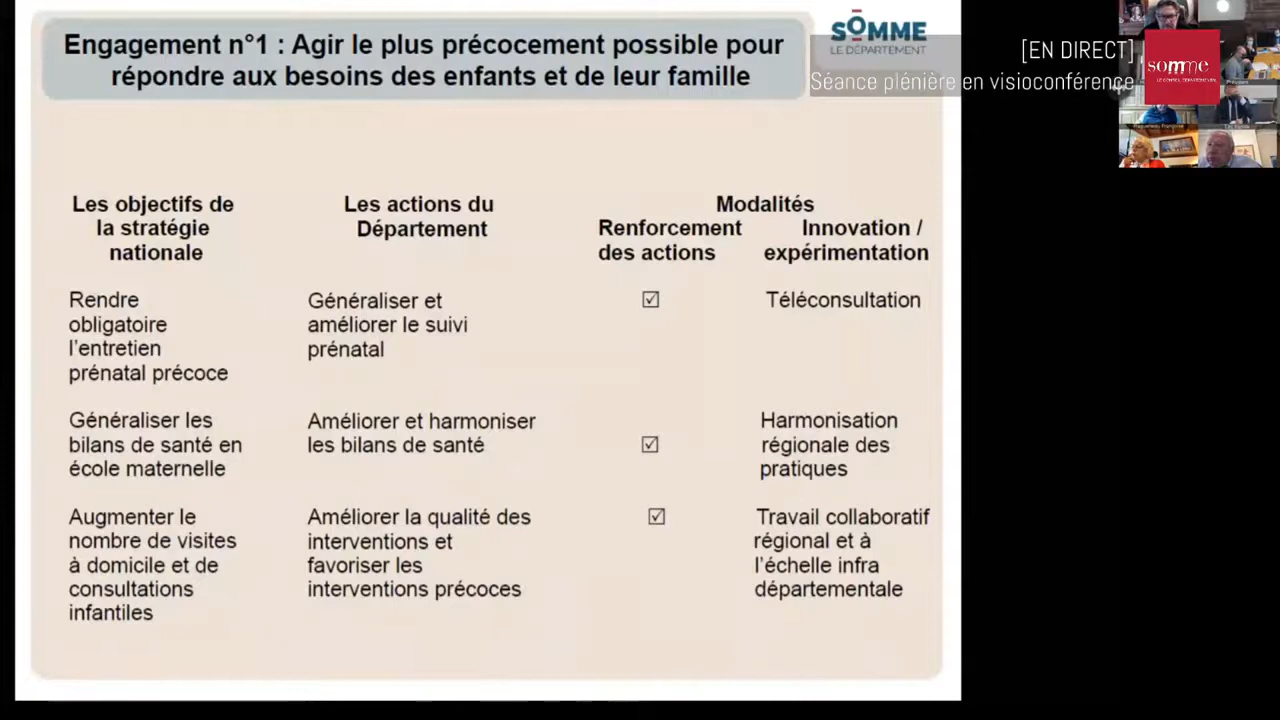 Engagement n°1 : Agir le plus précocement possible pour
répondre aux besoins des enfants et de leur famille
SOMME
LE DÉPARTEMENT
[EN DIRECT]
Séance plénière en visioconférence
somme
LE CONSEIL DÉPARTEMENTAL
Les objectifs de
la stratégie
nationale
Les actions du
Département
Modalités
Renforcement
des actions
Innovation /
expérimentation
Rendre
obligatoire
l'entretien
prénatal précoce
Généraliser et
améliorer le suivi
prénatal
☑
Téléconsultation
Généraliser les
bilans de santé en
école maternelle
Améliorer et harmoniser
les bilans de santé
☑
Harmonisation
régionale des
pratiques
Augmenter le
nombre de visites
à domicile et de
consultations
infantiles
Améliorer la qualité des
interventions et
favoriser les
interventions précoces
☑
Travail collaboratif
régional et à
l'échelle infra
départementale